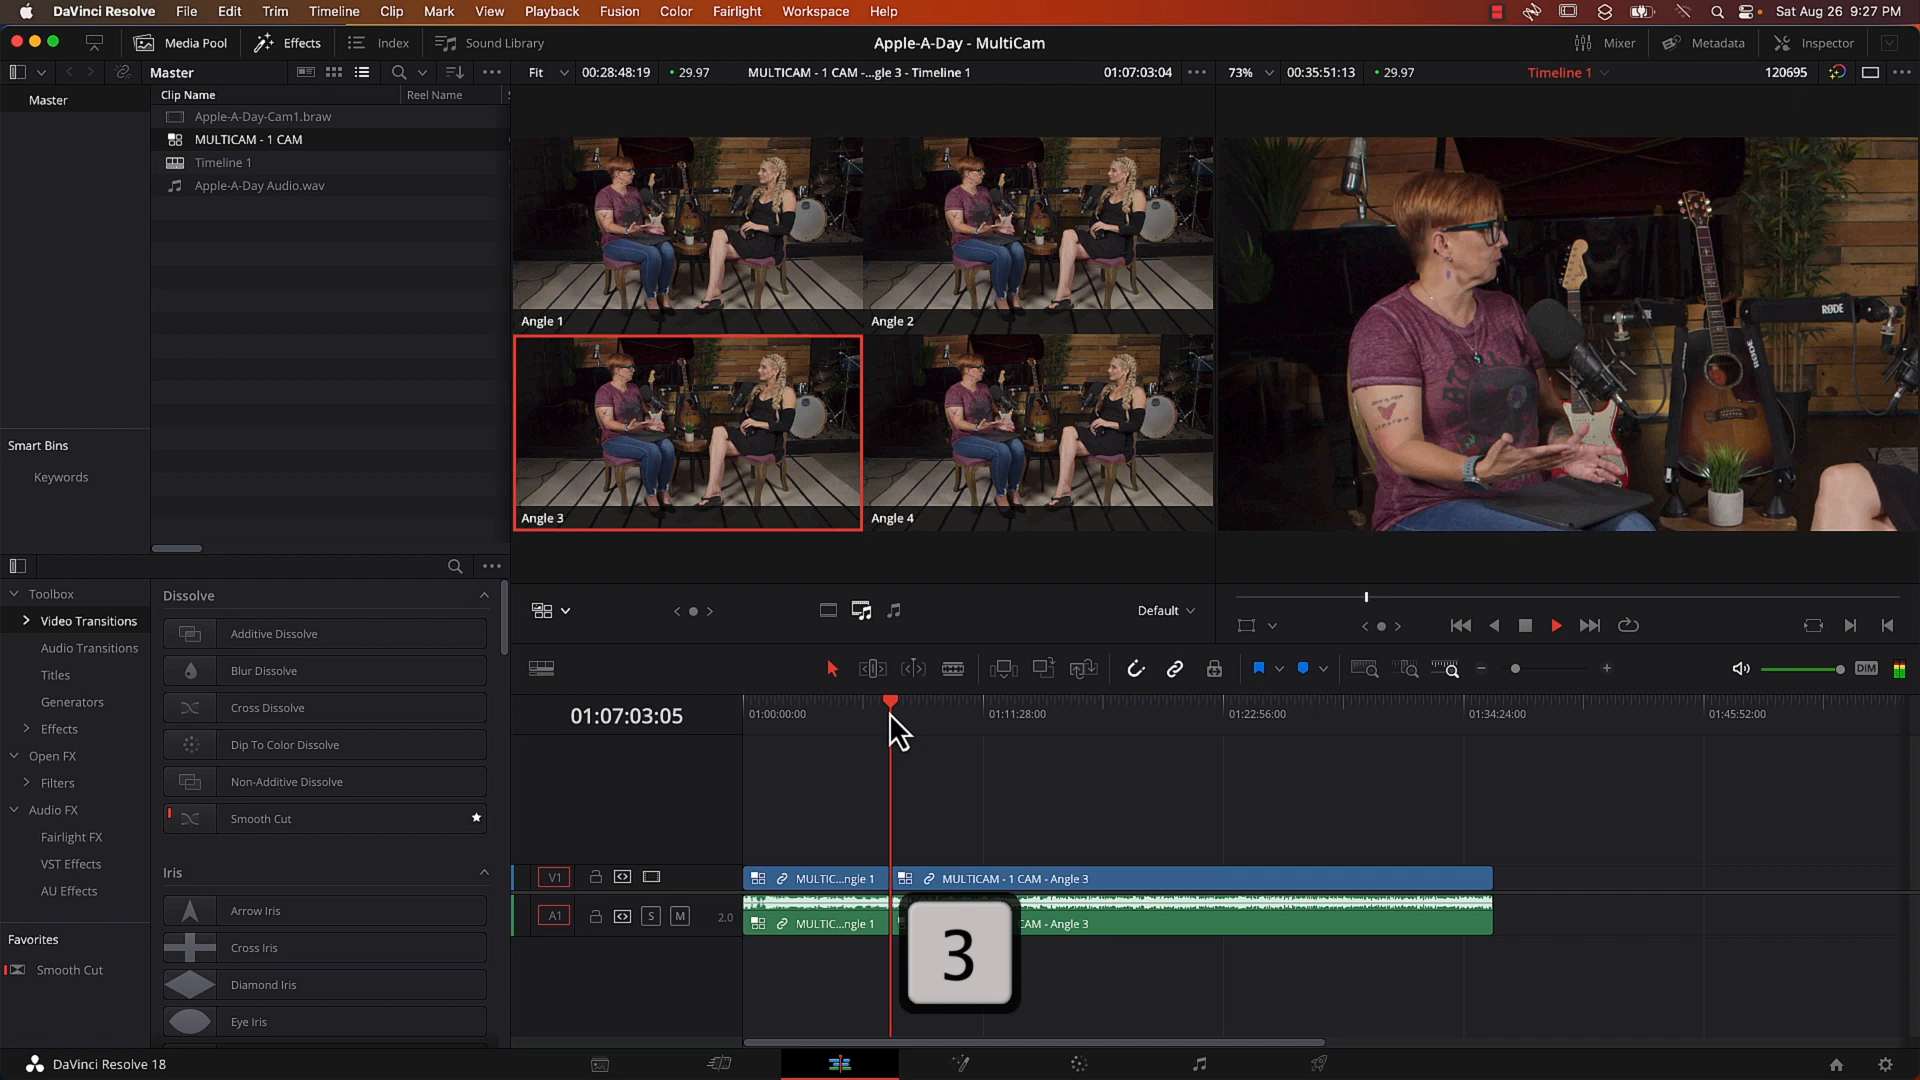 DaVinci Resolve File Edit Trim Timeline Clip Mark View Playback Fusion Color Fairlight Workspace Help Sat Aug 26 9:27 PM
Media Pool Effects Index Sound Library Apple-A-Day - MultiCam Mixer Metadata Inspector
Master Fit 00:28:48:19 29.97 MULTICAM - 1 CAM -...gle 3 - Timeline 1 01:07:03:04 73% 00:35:51:13 29.97 Timeline 1 120695
Master
Clip Name Reel Name
Apple-A-Day-Cam1.braw
MULTICAM - 1 CAM
Timeline 1
Apple-A-Day Audio.wav
RØDE
Angle 1 Angle 2
Angle 3 Angle 4
Smart Bins
Keywords
Toolbox
Video Transitions
Audio Transitions
Titles
Generators
Effects
Open FX
Filters
Audio FX
Fairlight FX
VST Effects
AU Effects
Favorites
Smooth Cut
Dissolve
Additive Dissolve
Blur Dissolve
Cross Dissolve
Dip To Color Dissolve
Non-Additive Dissolve
Smooth Cut
Iris
Arrow Iris
Cross Iris
Diamond Iris
Eye Iris
Default
DIM
01:07:03:05 01:00:00:00 01:11:28:00 01:22:56:00 01:34:24:00 01:45:52:00
V1 MULTIC...ngle 1 MULTICAM - 1 CAM - Angle 3
A1 S M 2.0 MULTIC...ngle 1 CAM - Angle 3
3
DaVinci Resolve 18